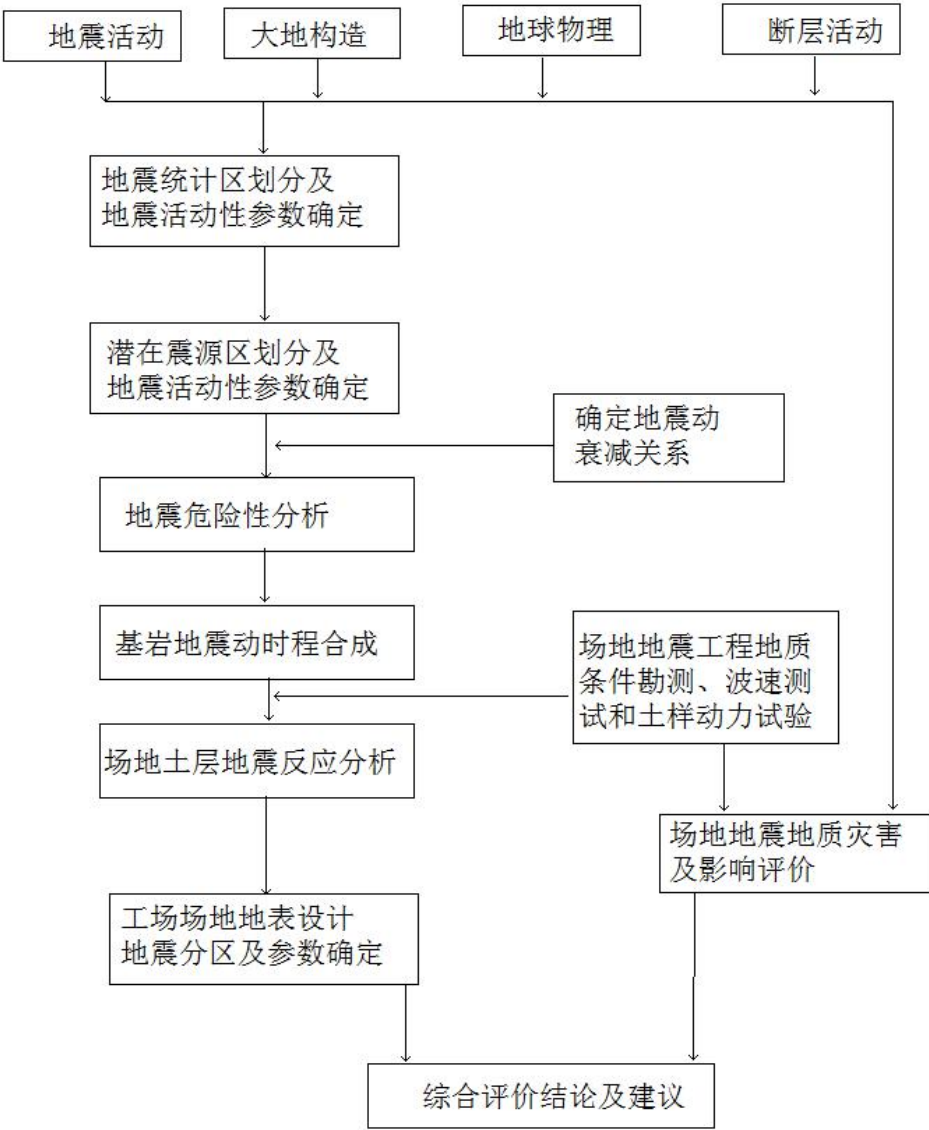 地震活动
大地构造
地球物理
断层活动
地震统计区划分及
地震活动性参数确定
潜在震源区划分及
地震活动性参数确定
确定地震动
衰减关系
地震危险性分析
基岩地震动时程合成
场地地震工程地质
条件勘测、波速测
试和土样动力试验
场地土层地震反应分析
场地地震地质灾害
及影响评价
工场场地地表设计
地震分区及参数确定
综合评价结论及建议